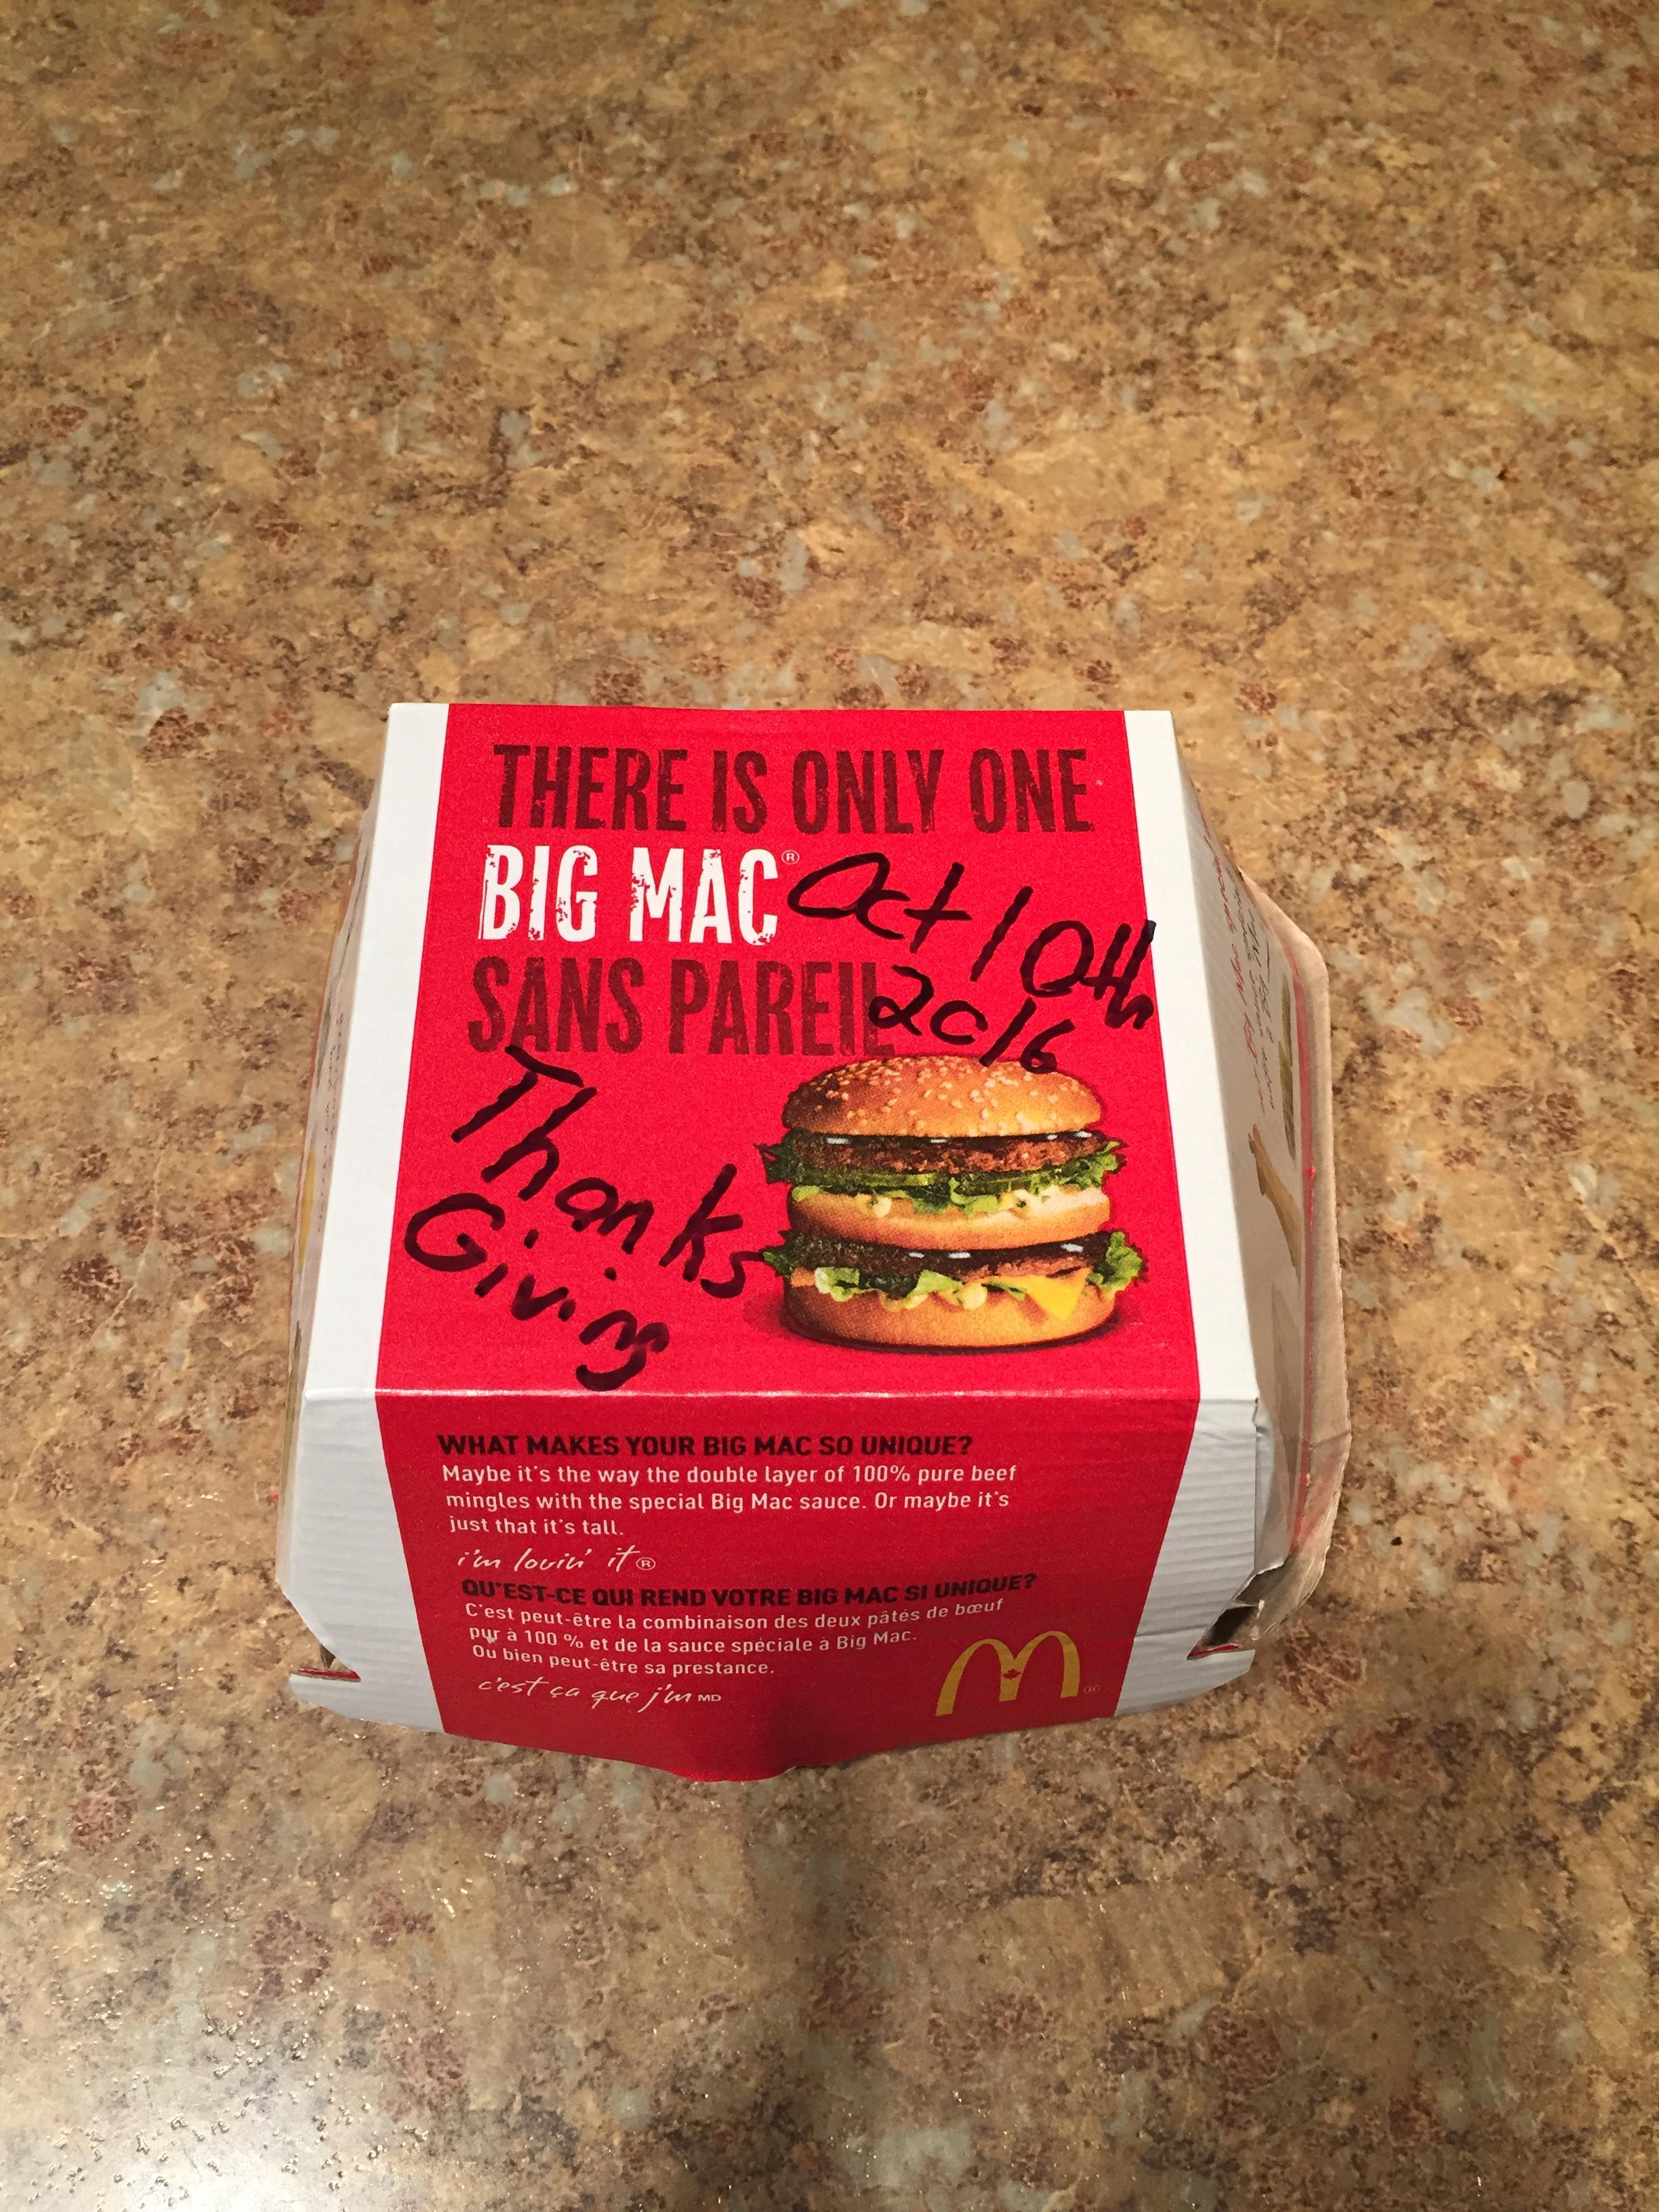 THERE IS ONLY ONE
BIG MAC®
Oct 10th
SANS PAREIL
2016
Thanks
Giving
WHAT MAKES YOUR BIG MAC SO UNIQUE?
Maybe it's the way the double layer of 100% pure beef
mingles with the special Big Mac sauce. Or maybe it's
just that it's tall.
i'm lovin' it®
QU'EST-CE QUI REND VOTRE BIG MAC SI UNIQUE?
C'est peut-être la combinaison des deux pâtés de bœuf
pur à 100 % et de la sauce spéciale à Big Mac.
Ou bien peut-être sa prestance.
c'est ça que j'm MD